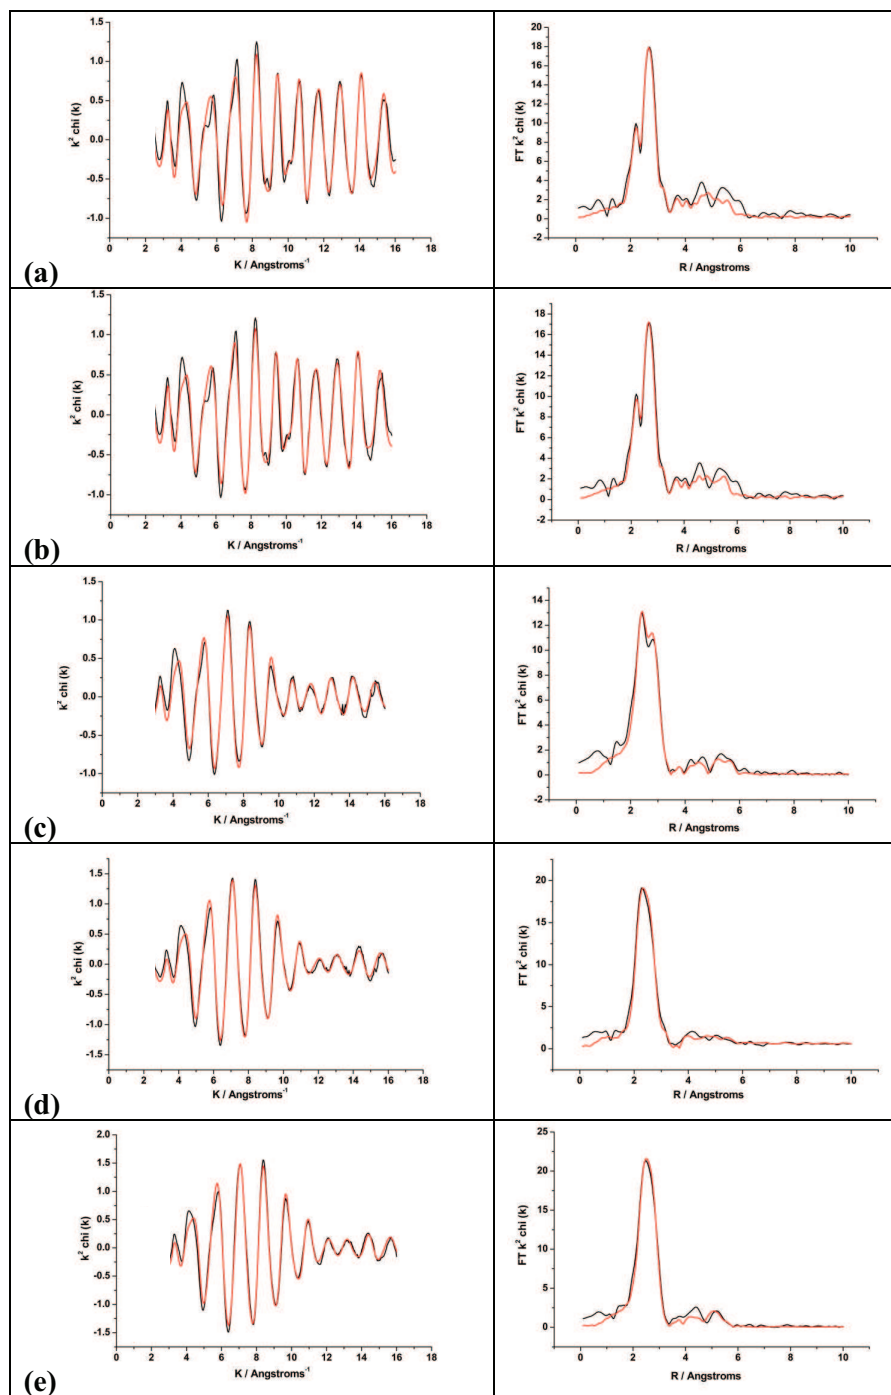 1.5
1.0
0.5
0.0
-0.5
-1.0
k² chi (k)
0 2 4 6 8 10 12 14 16 18
K / Angstroms⁻¹
(a)
20
18
16
14
12
10
8
6
4
2
0
-2
FT k² chi (k)
0 2 4 6 8 10
R / Angstroms
1.5
1.0
0.5
0.0
-0.5
-1.0
k² chi (k)
0 2 4 6 8 10 12 14 16 18
K / Angstroms⁻¹
(b)
18
16
14
12
10
8
6
4
2
0
-2
FT k² chi (k)
0 2 4 6 8 10
R / Angstroms
1.5
1.0
0.5
0.0
-0.5
-1.0
k² chi (k)
0 2 4 6 8 10 12 14 16 18
K / Angstroms⁻¹
(c)
14
12
10
8
6
4
2
0
-2
FT k² chi (k)
0 2 4 6 8 10
R / Angstroms
1.5
1.0
0.5
0.0
-0.5
-1.0
-1.5
k² chi (k)
0 2 4 6 8 10 12 14 16 18
K / Angstroms⁻¹
(d)
20
15
10
5
0
FT k² chi (k)
0 2 4 6 8 10
R / Angstroms
2.0
1.5
1.0
0.5
0.0
-0.5
-1.0
-1.5
k² chi (k)
0 2 4 6 8 10 12 14 16 18
K / Angstroms⁻¹
(e)
25
20
15
10
5
0
FT k² chi (k)
0 2 4 6 8 10
R / Angstroms